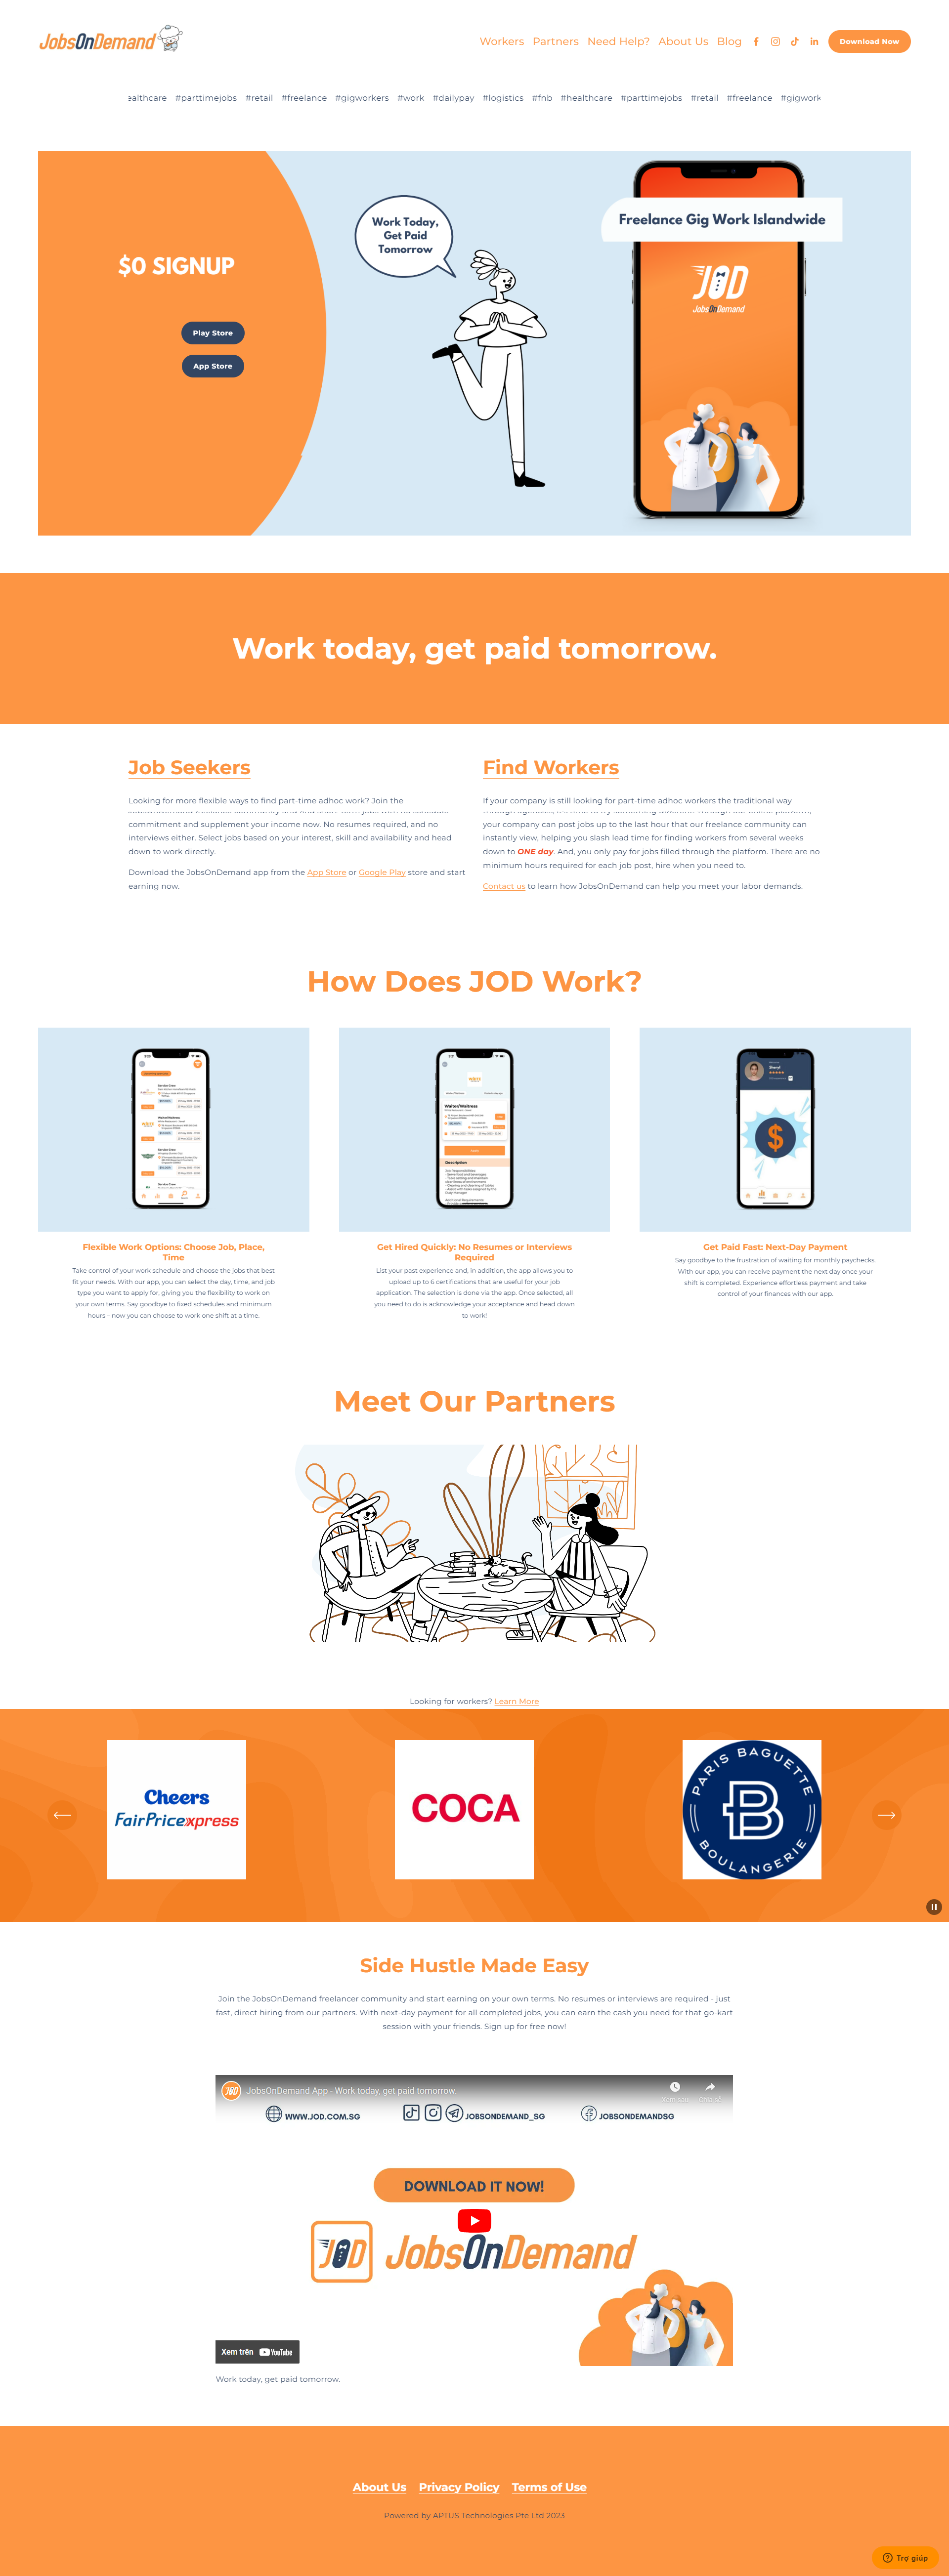 JobsOnDemand
Workers Partners Need Help? About Us Blog
Download Now
ealthcare #parttimejobs #retail #freelance #gigworkers #work #dailypay #logistics #fnb #healthcare #parttimejobs #retail #freelance #gigwork
$0 SIGNUP
Play Store
App Store
Work Today,
Get Paid
Tomorrow
Freelance Gig Work Islandwide
JOD
JobsOnDemand
Work today, get paid tomorrow.
Job Seekers
Looking for more flexible ways to find part-time adhoc work? Join the
JobsOnDemand freelance community and find short-term jobs with no schedule
commitment and supplement your income now. No resumes required, and no
interviews either. Select jobs based on your interest, skill and availability and head
down to work directly.
Download the JobsOnDemand app from the App Store or Google Play store and start
earning now.
Find Workers
If your company is still looking for part-time adhoc workers the traditional way
your company can post jobs up to the last hour that our freelance community can
instantly view, helping you slash lead time for finding workers from several weeks
down to ONE day. And, you only pay for jobs filled through the platform. There are no
minimum hours required for each job post, hire when you need to.
Contact us to learn how JobsOnDemand can help you meet your labor demands.
How Does JOD Work?
Waiter/Waitress
Description
$
Flexible Work Options: Choose Job, Place,
Time
Take control of your work schedule and choose the jobs that best
fit your needs. With our app, you can select the day, time, and job
type you want to apply for, giving you the flexibility to work on
your own terms. Say goodbye to fixed schedules and minimum
hours – now you can choose to work one shift at a time.
Get Hired Quickly: No Resumes or Interviews
Required
List your past experience and, in addition, the app allows you to
upload up to 6 certifications that are useful for your job
application. The selection is done via the app. Once selected, all
you need to do is acknowledge your acceptance and head down
to work!
Get Paid Fast: Next-Day Payment
Say goodbye to the frustration of waiting for monthly paychecks.
With our app, you can receive payment the next day once your
shift is completed. Experience effortless payment and take
control of your finances with our app.
Meet Our Partners
Looking for workers? Learn More
Cheers
FairPricexpress
COCA
PARIS BAGUETTE
B
BOULANGERIE
Side Hustle Made Easy
Join the JobsOnDemand freelancer community and start earning on your own terms. No resumes or interviews are required - just
fast, direct hiring from our partners. With next-day payment for all completed jobs, you can earn the cash you need for that go-kart
session with your friends. Sign up for free now!
JobsOnDemand App - Work today, get paid tomorrow
WWW.JOD.COM.SG
JOBSONDEMAND_SG
JOBSONDEMANDSG
DOWNLOAD IT NOW!
JOD
JobsOnDemand
Xem trên YouTube
Work today, get paid tomorrow.
About Us Privacy Policy Terms of Use
Powered by APTUS Technologies Pte Ltd 2023
Trợ giúp